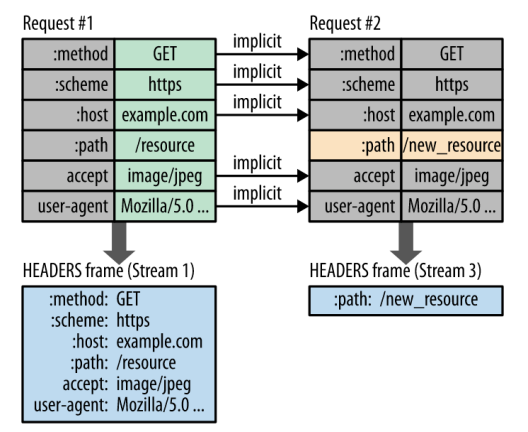 Request #1
:method GET
:scheme https
:host example.com
:path /resource
accept image/jpeg
user-agent Mozilla/5.0 ...
implicit
implicit
implicit
implicit
implicit
Request #2
:method GET
:scheme https
:host example.com
:path /new_resource
accept image/jpeg
user-agent Mozilla/5.0 ...
HEADERS frame (Stream 1)
:method: GET
:scheme: https
:host: example.com
:path: /resource
accept: image/jpeg
user-agent: Mozilla/5.0 ...
HEADERS frame (Stream 3)
:path: /new_resource